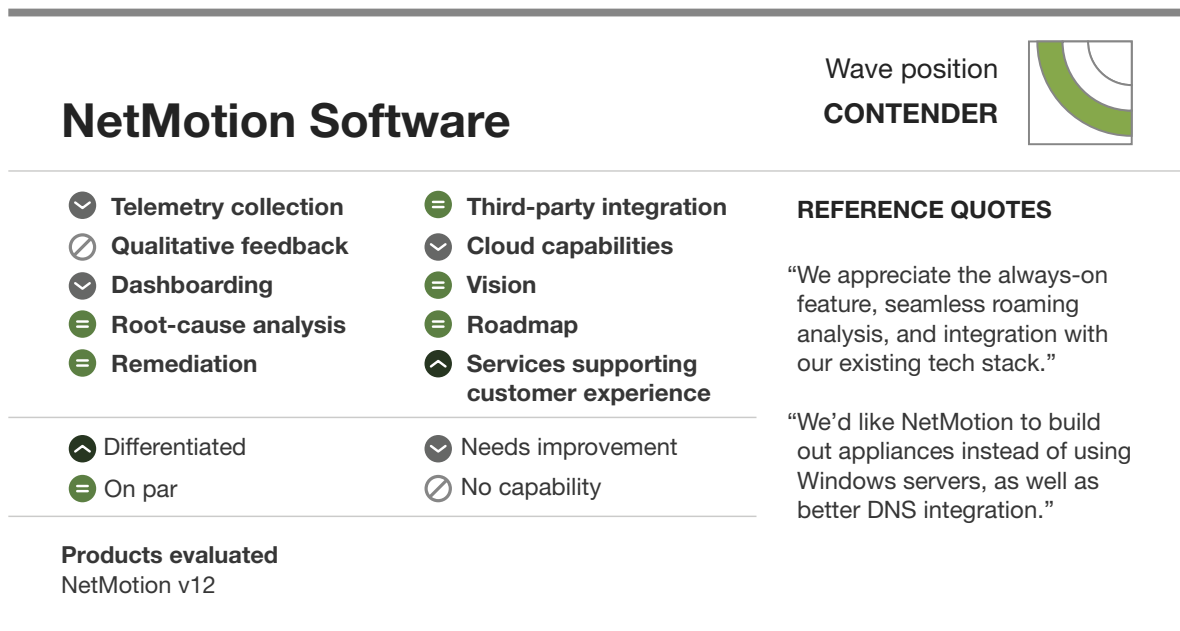 NetMotion Software
Wave position
CONTENDER
Telemetry collection
Qualitative feedback
Dashboarding
Root-cause analysis
Remediation
Third-party integration
Cloud capabilities
Vision
Roadmap
Services supporting
customer experience
Differentiated
On par
Needs improvement
No capability
Products evaluated
NetMotion v12
REFERENCE QUOTES
“We appreciate the always-on
feature, seamless roaming
analysis, and integration with
our existing tech stack.”
“We’d like NetMotion to build
out appliances instead of using
Windows servers, as well as
better DNS integration.”